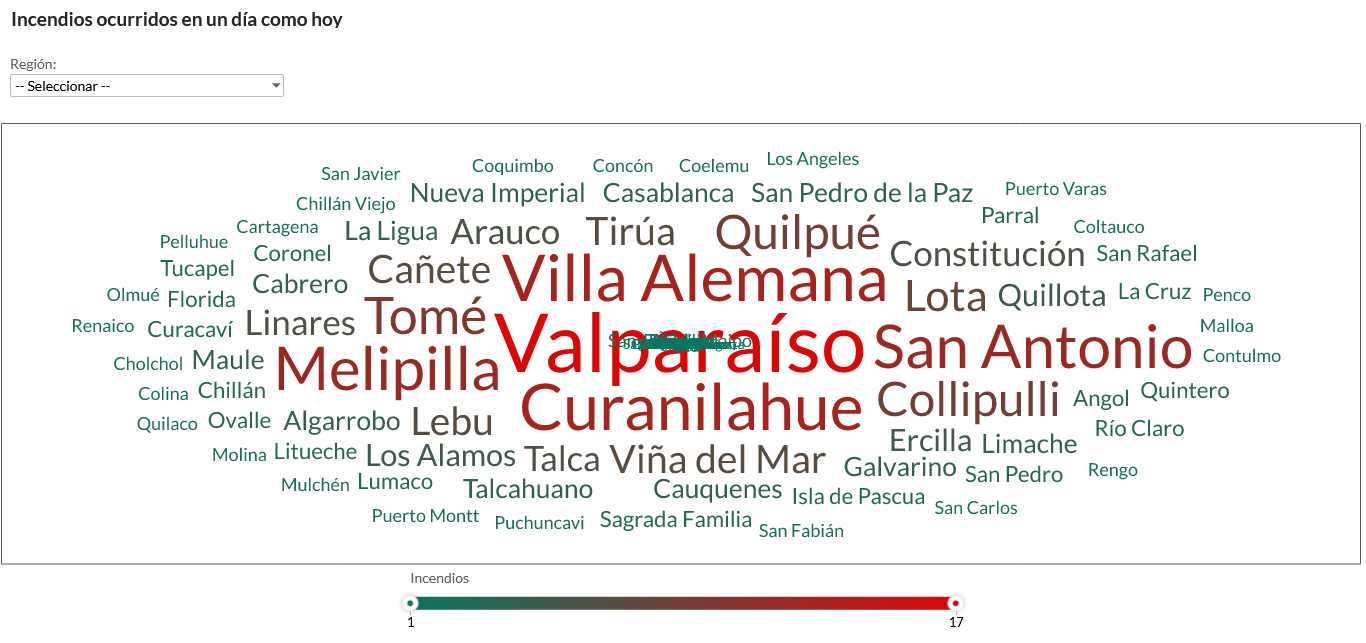 Incendios ocurridos en un día como hoy
Región:
-- Seleccionar --
Los Angeles
Coquimbo Concón Coelemu
San Javier
Nueva Imperial Casablanca San Pedro de la Paz Puerto Varas
Chillán Viejo Parral
Cartagena La Ligua Arauco Tirúa Quilpué Coltauco
Pelluhue Coronel Constitución San Rafael
Tucapel Cañete Villa Alemana
Cabrero
Olmué Florida Lota Quillota La Cruz Penco
Renaico Curacaví Linares Tomé Malloa
Valparaíso San Antonio
Cholchol Maule Melipilla Contulmo
Colina Chillán Collipulli Angol Quintero
Quilaco Ovalle Algarrobo Lebu Curanilahue Río Claro
Ercilla Limache
Molina Litueche Los Alamos Talca Viña del Mar Galvarino San Pedro Rengo
Mulchén Lumaco Talcahuano Cauquenes Isla de Pascua
San Carlos
Puerto Montt Puchuncavi Sagrada Familia San Fabián
Incendios
1 17